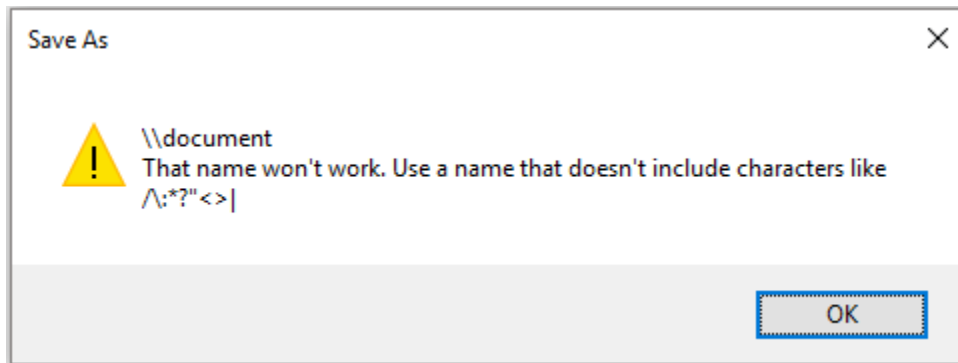 Save As
\\document
That name won't work. Use a name that doesn't include characters like
/\:*?"<>|
OK